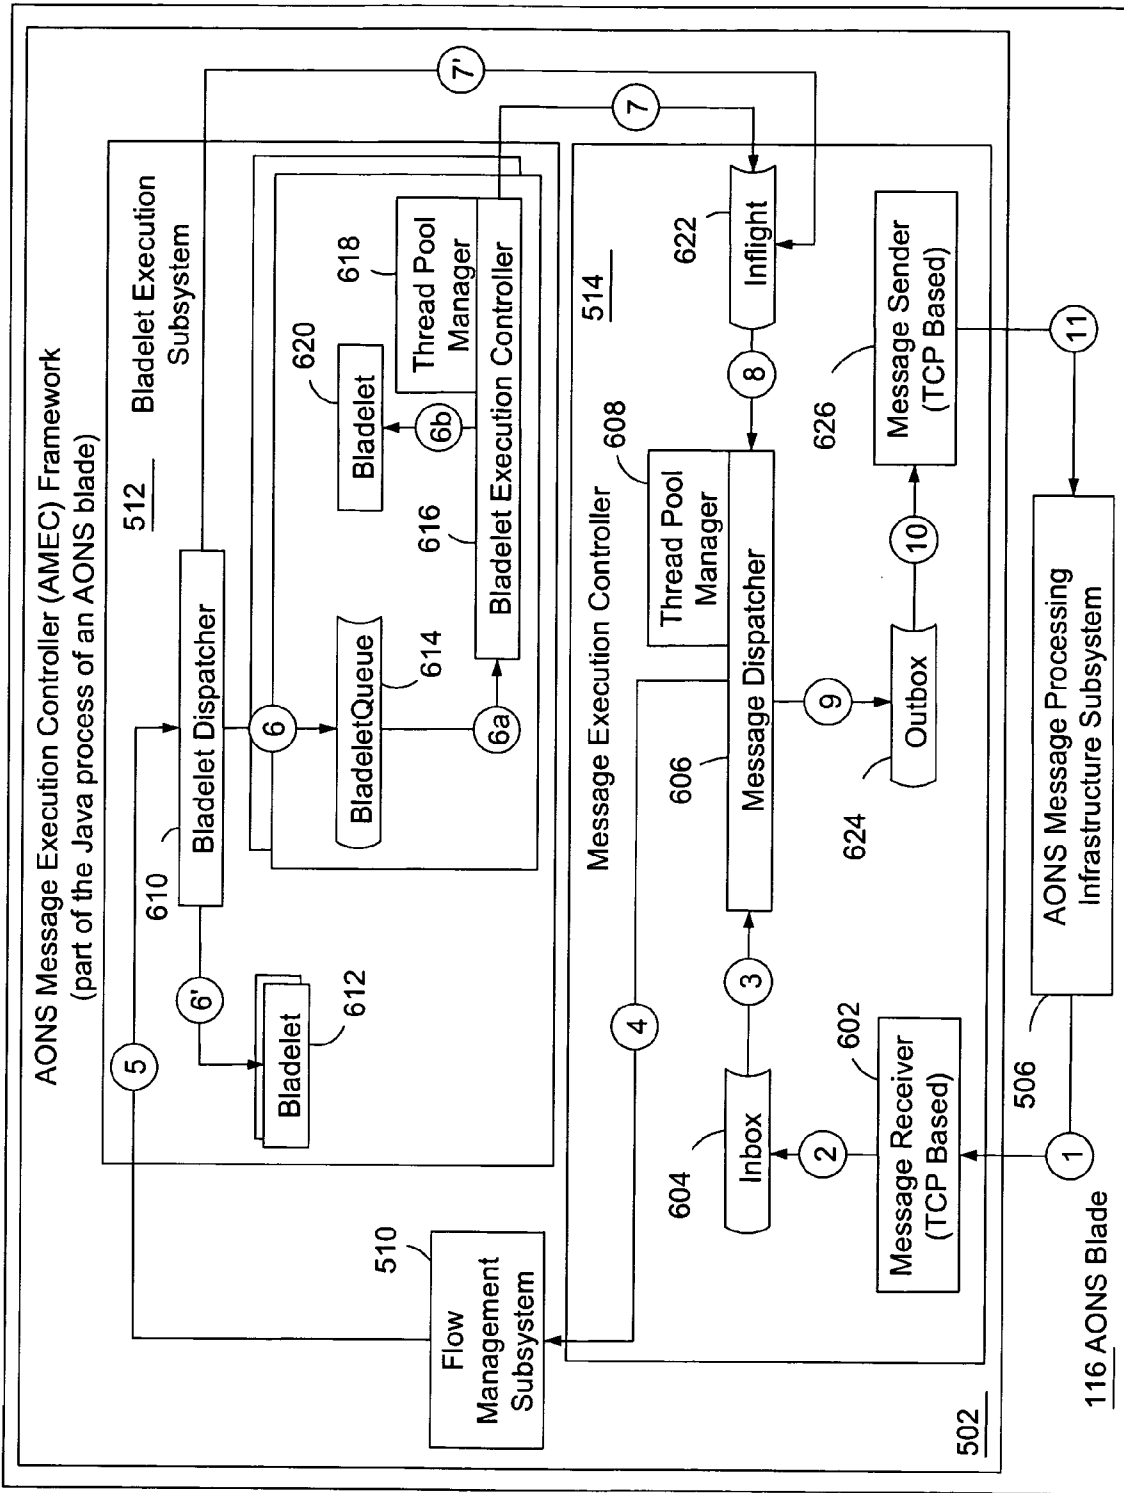 AONS Message Execution Controller (AMEC) Framework
(part of the Java process of an AONS blade)
512
Bladelet Execution
Subsystem
5
610
Bladelet Dispatcher
7'
6'
6
Bladelet
612
BladeletQueue
614
6a
620
Bladelet
6b
618
Thread Pool
Manager
616
Bladelet Execution Controller
7
510
Flow
Management
Subsystem
Message Execution Controller
514
4
608
Thread Pool
Manager
606
Message Dispatcher
8
622
Inflight
3
604
Inbox
9
624
Outbox
2
10
602
Message Receiver
(TCP Based)
626
Message Sender
(TCP Based)
502
1
506
AONS Message Processing
Infrastructure Subsystem
11
116 AONS Blade